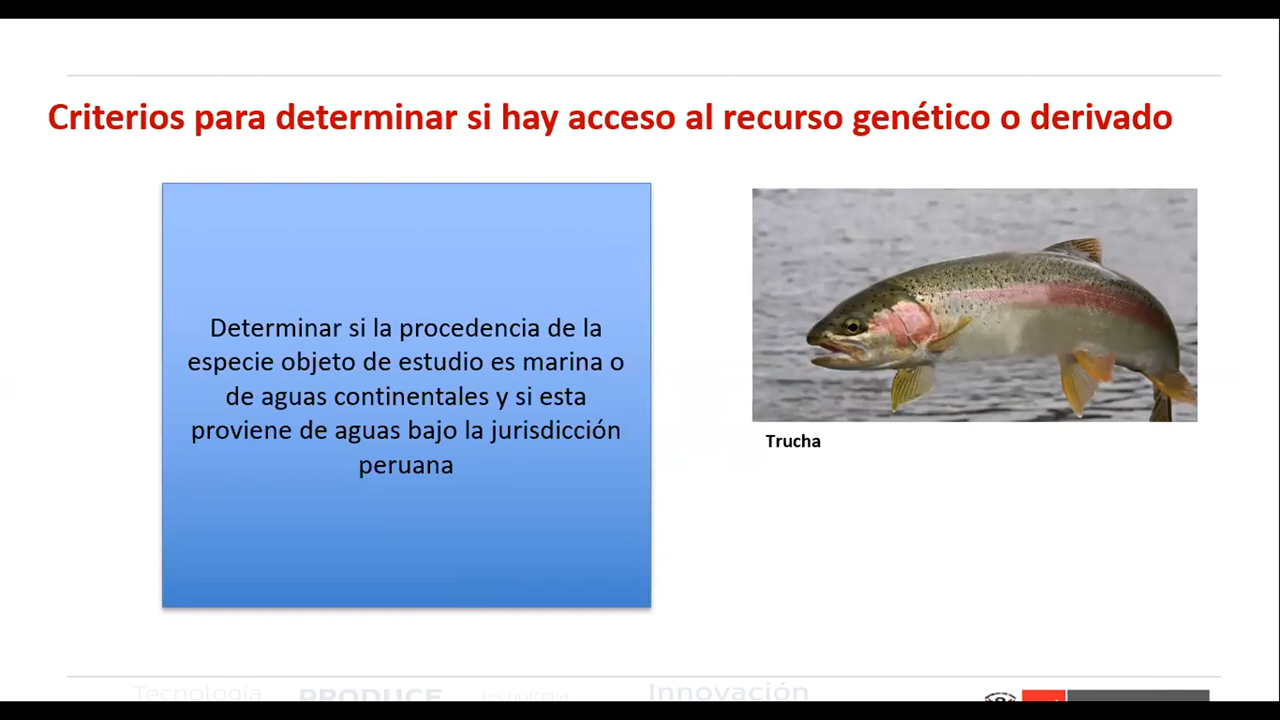 Criterios para determinar si hay acceso al recurso genético o derivado
Determinar si la procedencia de la
especie objeto de estudio es marina o
de aguas continentales y si esta
proviene de aguas bajo la jurisdicción
peruana
Trucha
Tecnología PRODUCE Innovación